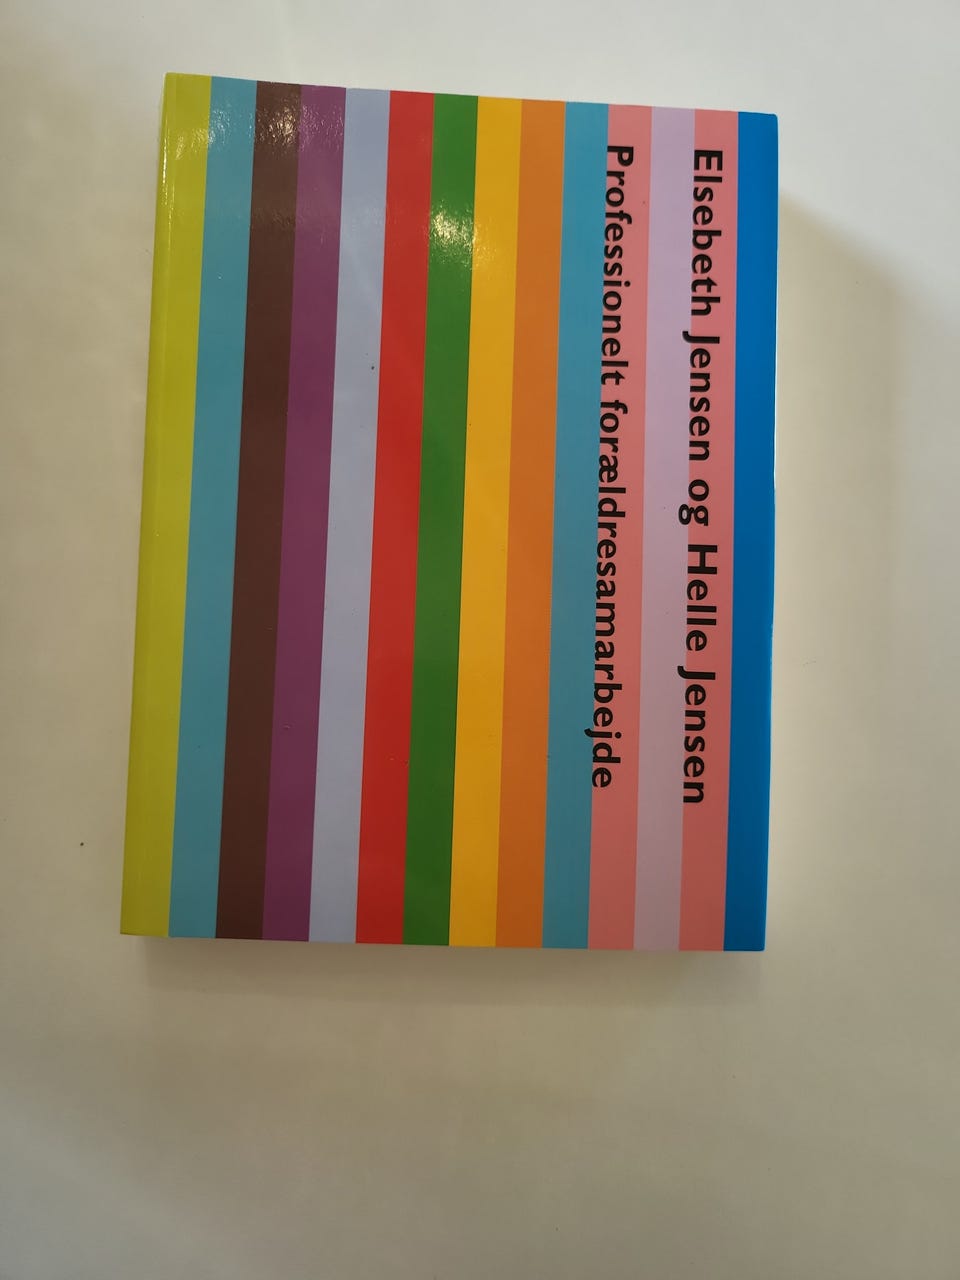 Elsebeth Jensen og Helle Jensen
Professionelt forældresamarbejde